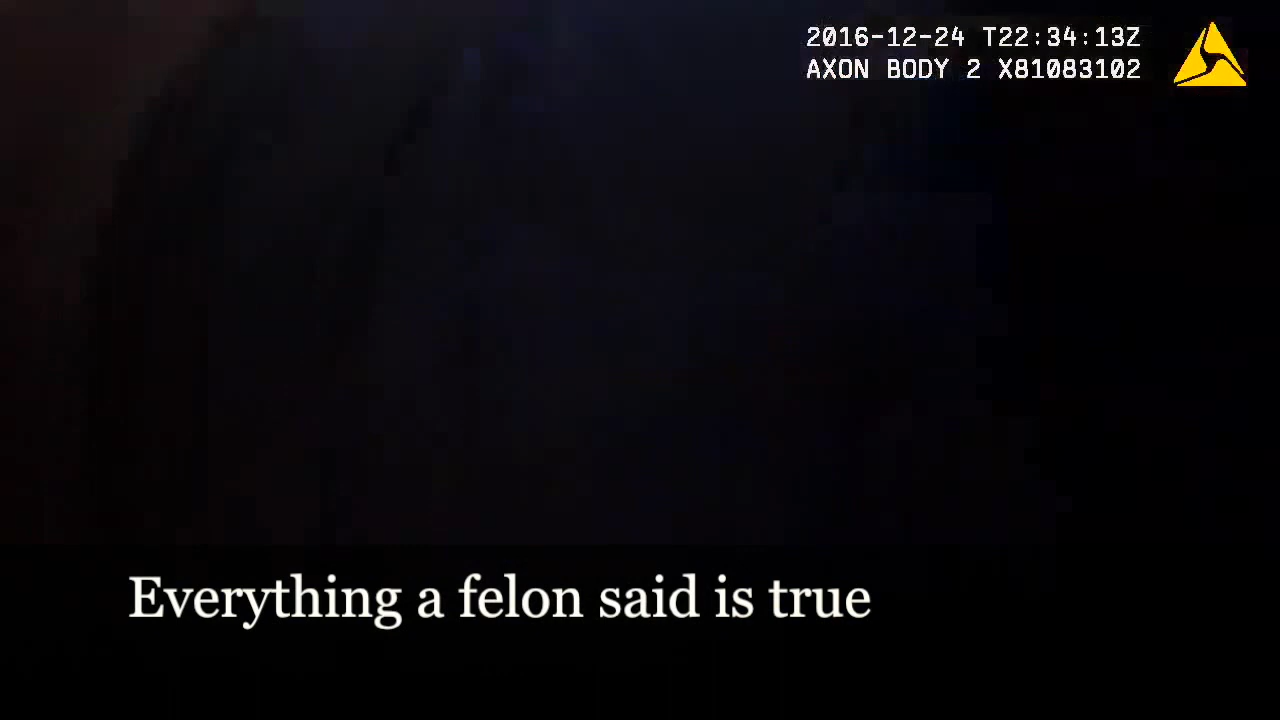 2016-12-24 T22:34:13Z
AXON BODY 2 X81083102
Everything a felon said is true